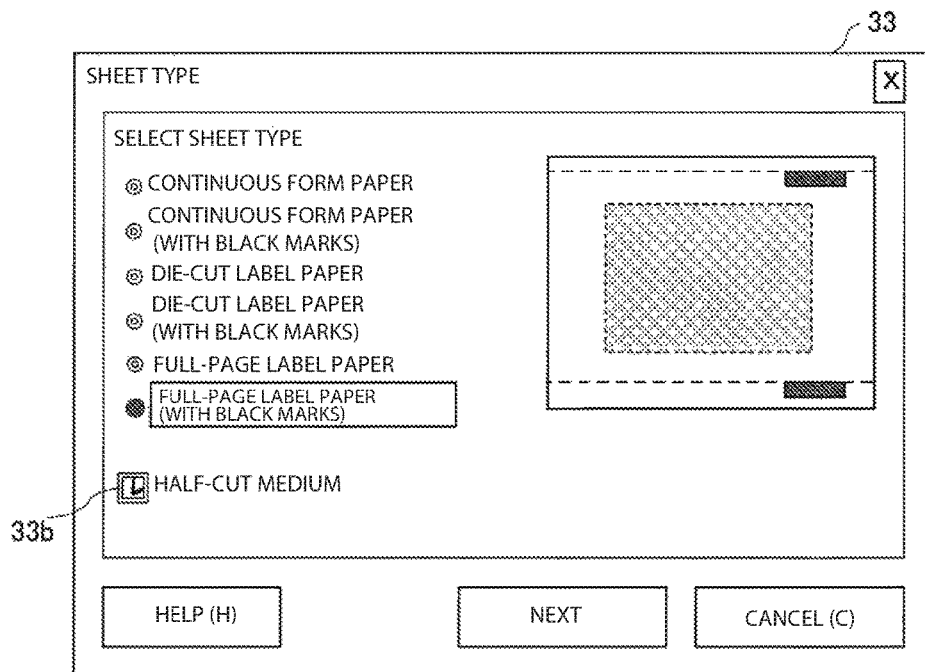 33
SHEET TYPE
X
SELECT SHEET TYPE
CONTINUOUS FORM PAPER
CONTINUOUS FORM PAPER
(WITH BLACK MARKS)
DIE-CUT LABEL PAPER
DIE-CUT LABEL PAPER
(WITH BLACK MARKS)
FULL-PAGE LABEL PAPER
FULL-PAGE LABEL PAPER
(WITH BLACK MARKS)
HALF-CUT MEDIUM
33b
HELP (H)
NEXT
CANCEL (C)